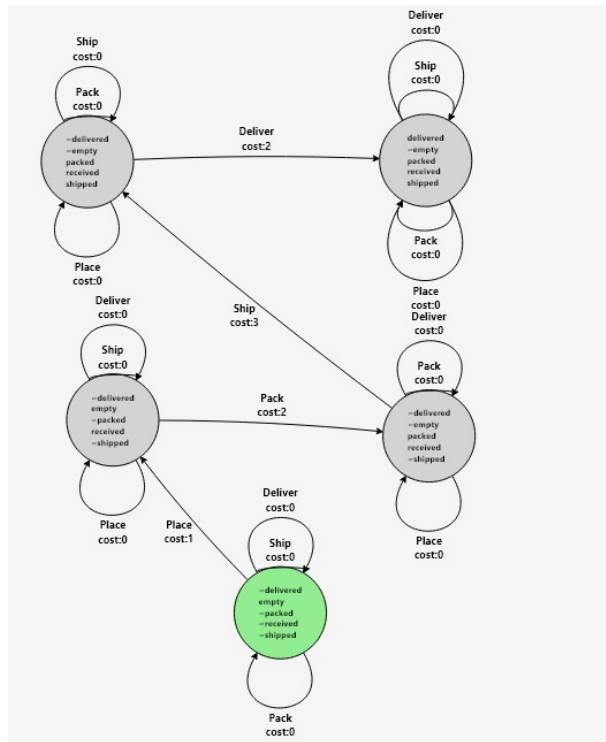 Ship
cost:0
Pack
cost:0
~delivered
~empty
packed
received
shipped
Place
cost:0
Deliver
cost:2
Deliver
cost:0
Ship
cost:0
delivered
~empty
packed
received
shipped
Pack
cost:0
Place
cost:0
Ship
cost:3
Deliver
cost:0
Ship
cost:0
~delivered
empty
~packed
received
~shipped
Place
cost:0
Pack
cost:2
Deliver
cost:0
Pack
cost:0
~delivered
~empty
packed
received
~shipped
Place
cost:0
Place
cost:1
Deliver
cost:0
Ship
cost:0
~delivered
empty
~packed
~received
~shipped
Pack
cost:0